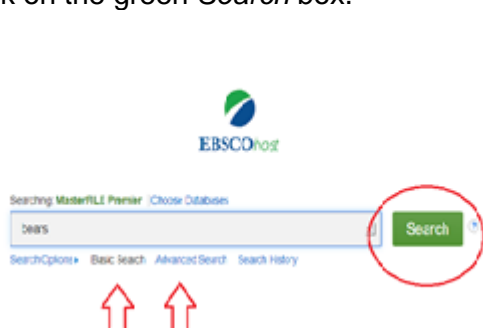 k on the green Search box.
EBSCOhost
Searching: MasterFILE Premier | Choose Databases
bears
Search
Search Options Basic Search Advanced Search Search History